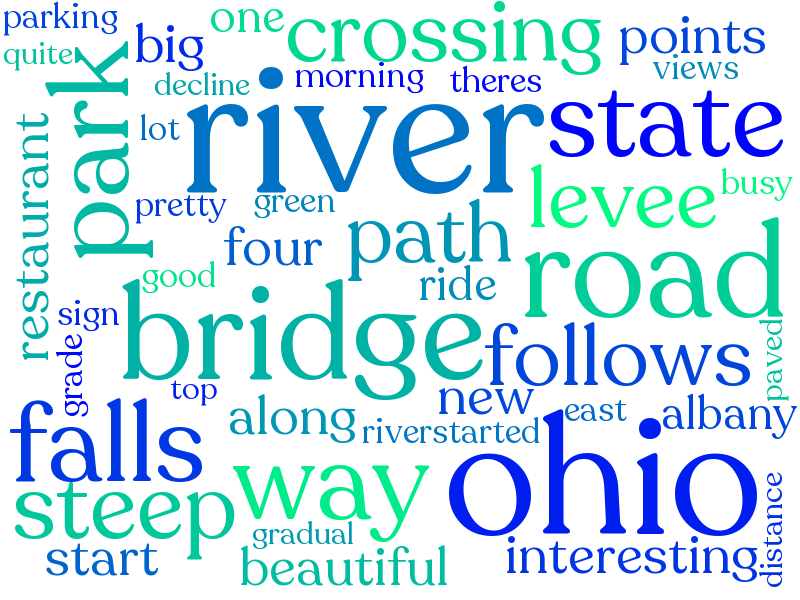 parking
one
crossing
points
quite
big
views
park
decline
morning
theres
river
state
lot
restaurant
pretty
green
levee
busy
four
path
road
good
ride
sign
bridge
follows
paved
grade
top
new
east
albany
falls
along
riverstarted
ohio
steep
way
gradual
distance
start
beautiful
interesting